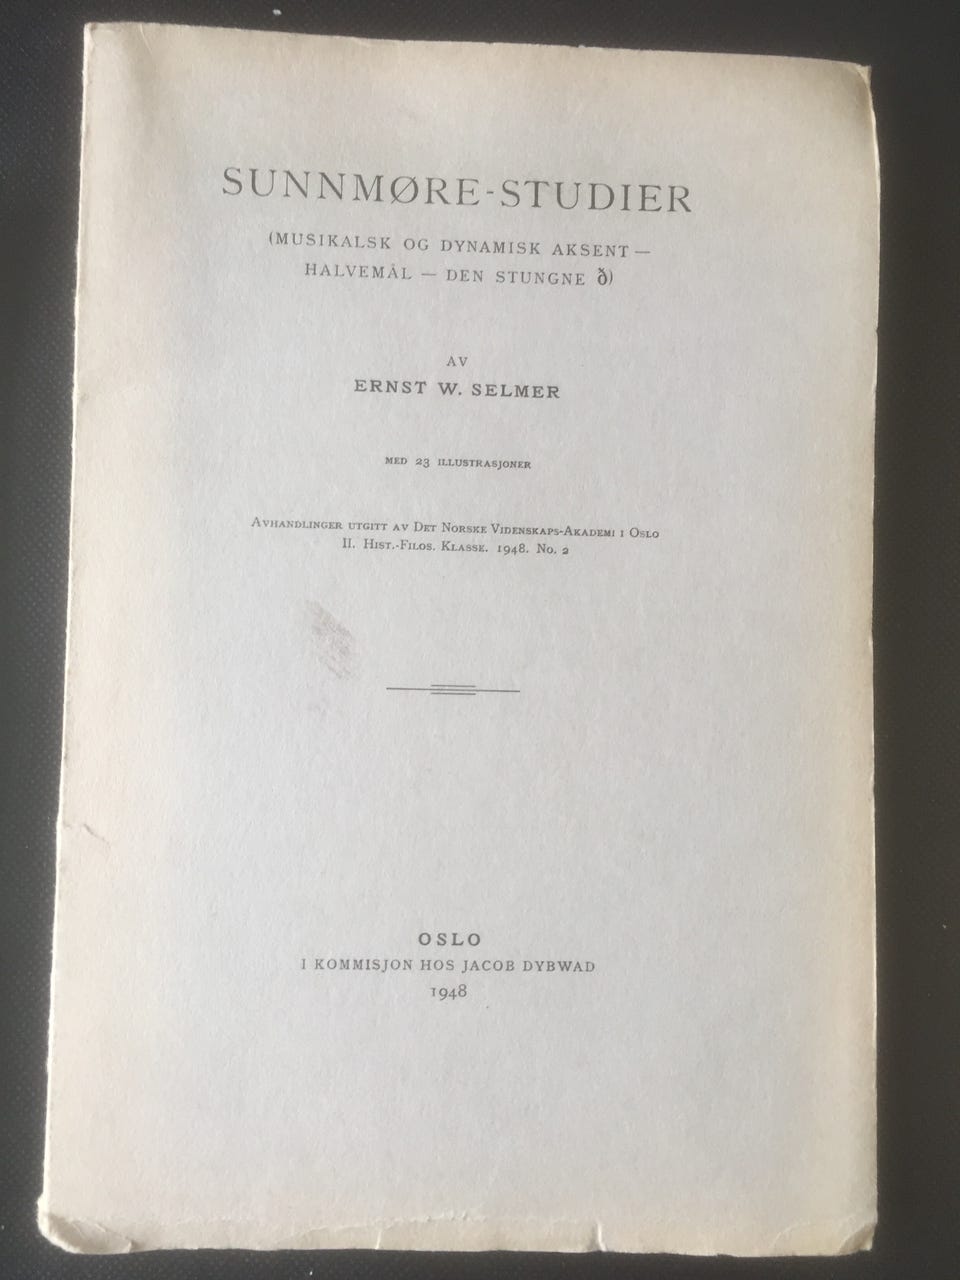 SUNNMØRE-STUDIER
(MUSIKALSK OG DYNAMISK AKSENT —
HALVEMÅL — DEN STUNGNE ð)
AV
ERNST W. SELMER
MED 23 ILLUSTRASJONER
AVHANDLINGER UTGITT AV DET NORSKE VIDENSKAPS-AKADEMI I OSLO
II. HIST.-FILOS. KLASSE. 1948. NO. 2
OSLO
I KOMMISJON HOS JACOB DYBWAD
1948